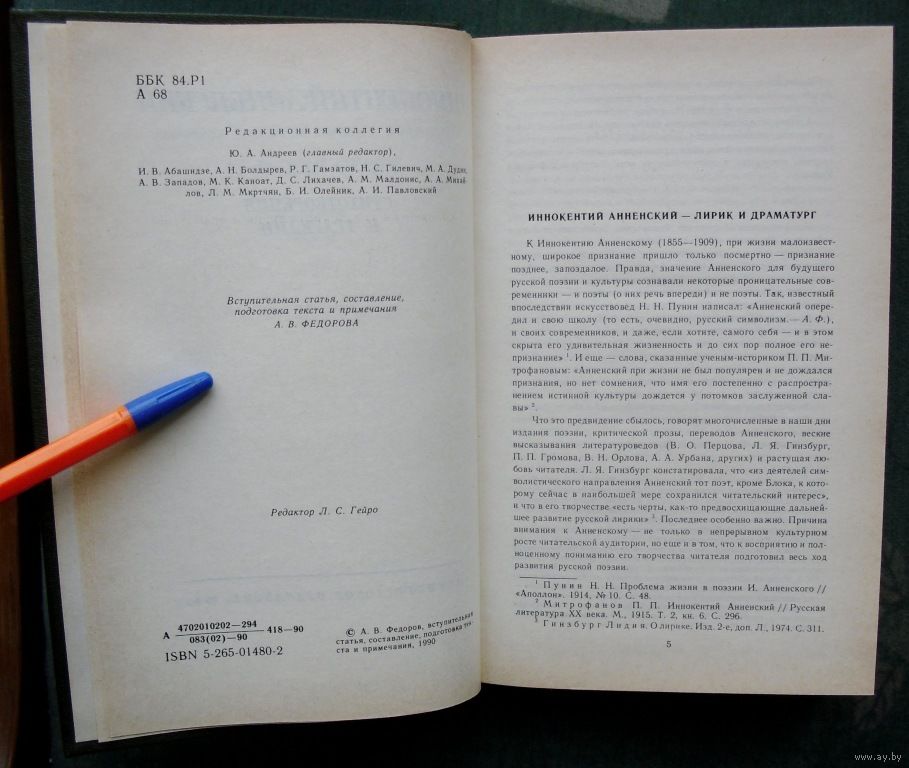 ББК 84.Р1
А 68
Редакционная коллегия
Ю. А. Андреев (главный редактор),
И. В. Абашидзе, А. Н. Болдырев, Р. Г. Гамзатов, Н. С. Гилевич, М. А. Дудин,
А. В. Западов, М. К. Каноат, Д. С. Лихачев, А. М. Малдонис, А. А. Михай-
лов, Л. М. Мкртчян, Б. И. Олейник, А. И. Павловский
Вступительная статья, составление,
подготовка текста и примечания
А. В. ФЕДОРОВА
Редактор Л. С. Гейро
А 4702010202—294
083(02)—90 418—90
ISBN 5-265-01480-2
© А. В. Федоров, вступительная
статья, составление, подготовка тек-
ста и примечания, 1990
ИННОКЕНТИЙ АННЕНСКИЙ — ЛИРИК И ДРАМАТУРГ
К Иннокентию Анненскому (1855—1909), при жизни малоизвест-
ному, широкое признание пришло только посмертно — признание
позднее, запоздалое. Правда, значение Анненского для будущего
русской поэзии и культуры сознавали некоторые проницательные сов-
ременники — и поэты (о них речь впереди) и не поэты. Так, известный
впоследствии искусствовед Н. Н. Пунин написал: «Анненский опере-
дил и свою школу (то есть, очевидно, русский символизм.— А. Ф.),
и своих современников, и даже, если хотите, самого себя — и в этом
скрыта его удивительная жизненность и до сих пор полное его не-
признание» 1. И еще — слова, сказанные ученым-историком П. П. Ми-
трофановым: «Анненский при жизни не был популярен и не дождался
признания, но нет сомнения, что имя его постепенно с распростра-
нением истинной культуры дождется у потомков заслуженной сла-
вы» 2.
Что это предвидение сбылось, говорят многочисленные в наши дни
издания поэзии, критической прозы, переводов Анненского, веские
высказывания литературоведов (В. О. Перцова, Л. Я. Гинзбург,
П. П. Громова, В. Н. Орлова, А. А. Урбана, других) и растущая лю-
бовь читателя. Л. Я. Гинзбург констатировала, что «из деятелей сим-
волистического направления Анненский тот поэт, кроме Блока, к кото-
рому сейчас в наибольшей мере сохранился читательский интерес»,
и что в его творчестве «есть черты, как-то предвосхищающие дальней-
шее развитие русской лирики» 3. Последнее особенно важно. Причина
внимания к Анненскому — не только в непрерывном культурном
росте читательской аудитории, но еще и в том, что к восприятию и пол-
ноценному пониманию его творчества читателя подготовил весь ход
развития русской поэзии.
1 Пунин Н. Н. Проблема жизни в поэзии И. Анненского//
«Аполлон». 1914, № 10. С. 48.
2 Митрофанов П. П. Иннокентий Анненский//Русская
литература XX века. М., 1915. Т. 2, кн. 6. С. 296.
3 Гинзбург Лидия. О лирике. Изд. 2-е, доп. Л., 1974. С. 311.
5
www.ay.by